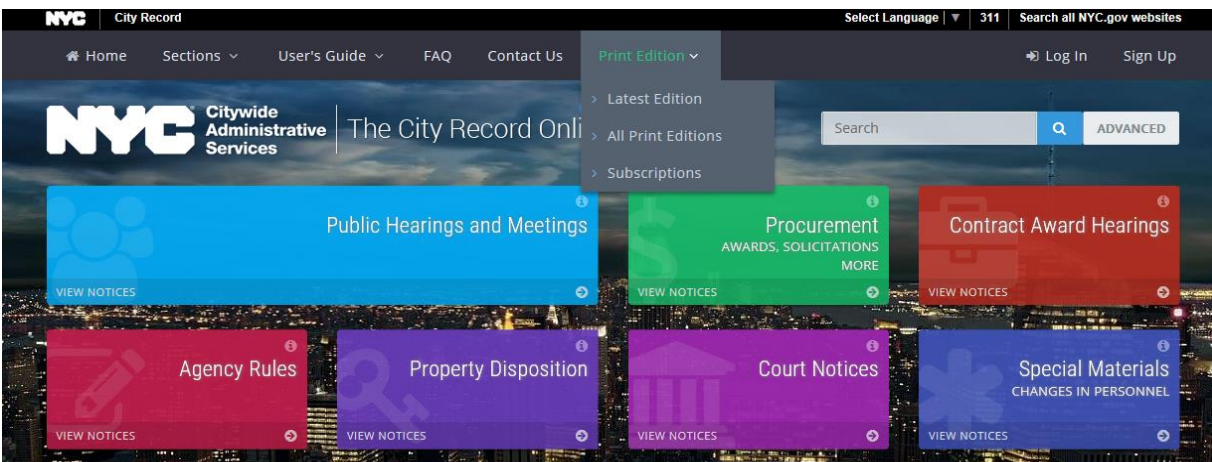 NYC City Record Select Language ▼ 311 Search all NYC.gov websites
Home Sections User's Guide FAQ Contact Us Print Edition Log In Sign Up
Latest Edition
All Print Editions
Subscriptions
NYC
Citywide
Administrative
Services
The City Record Onli
Search ADVANCED
Public Hearings and Meetings
VIEW NOTICES
Procurement
AWARDS, SOLICITATIONS
MORE
VIEW NOTICES
Contract Award Hearings
VIEW NOTICES
Agency Rules
VIEW NOTICES
Property Disposition
VIEW NOTICES
Court Notices
VIEW NOTICES
Special Materials
CHANGES IN PERSONNEL
VIEW NOTICES